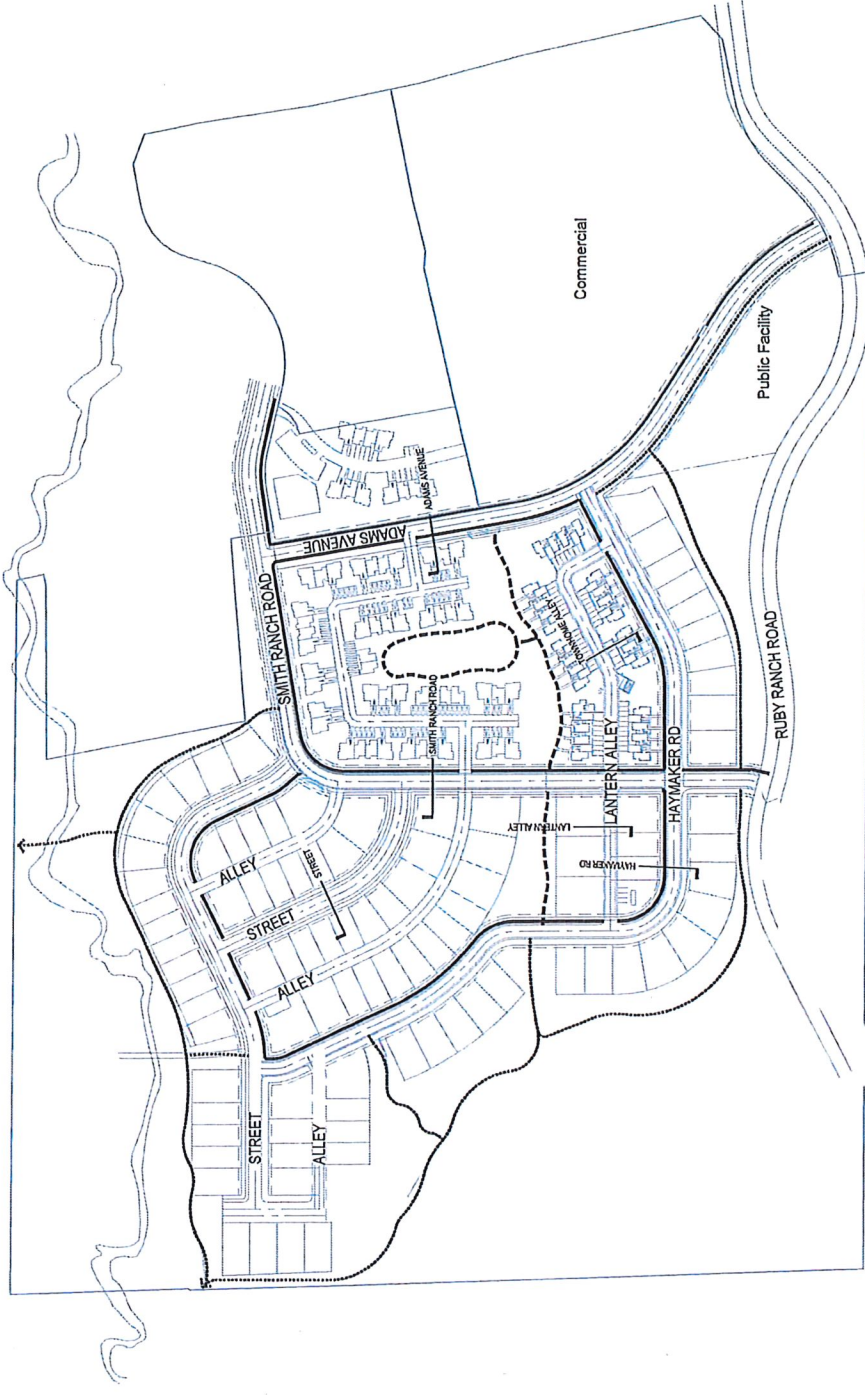 Commercial
Public Facility
ADAMS AVENUE
ADAMS AVENUE
SMITH RANCH ROAD
SMITH RANCH ROAD
TOWNHOME ALLEY
RUBY RANCH ROAD
LANTERN ALLEY
HAYMAKER RD
LANTERN ALLEY
HAYMAKER RD
ALLEY
STREET
STREET
ALLEY
STREET
ALLEY